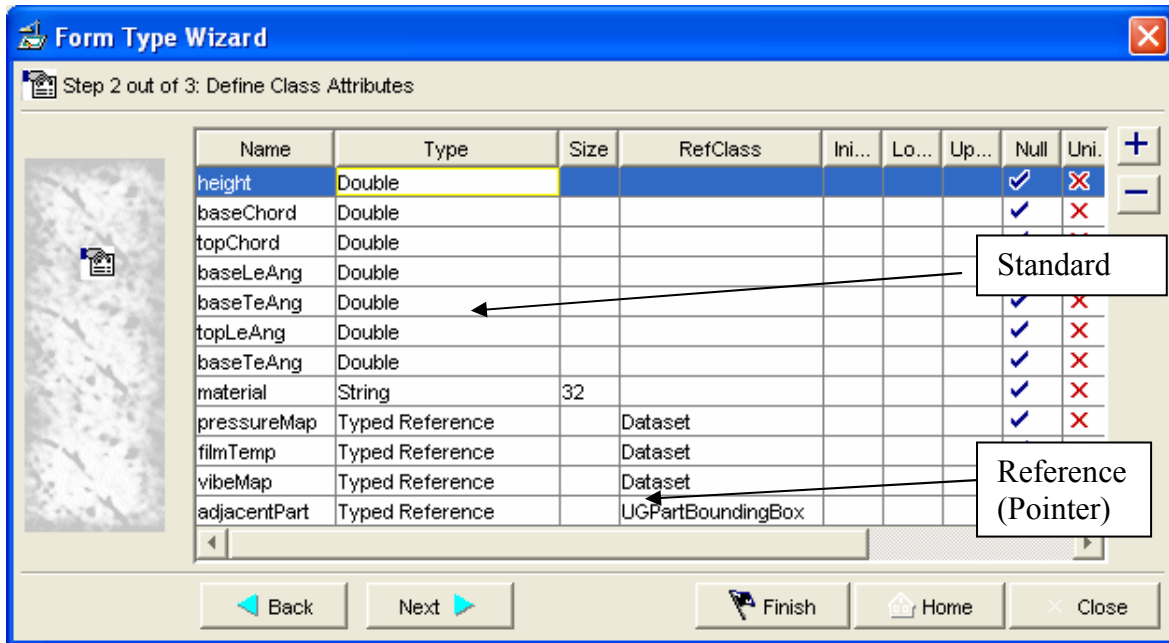 Form Type Wizard
Step 2 out of 3: Define Class Attributes
Name Type Size RefClass Ini... Lo... Up... Null Uni.
height Double
baseChord Double
topChord Double
baseLeAng Double
baseTeAng Double
topLeAng Double
baseTeAng Double
material String 32
pressureMap Typed Reference Dataset
filmTemp Typed Reference Dataset
vibeMap Typed Reference Dataset
adjacentPart Typed Reference UGPartBoundingBox
Standard
Reference
(Pointer)
Back Next Finish Home Close